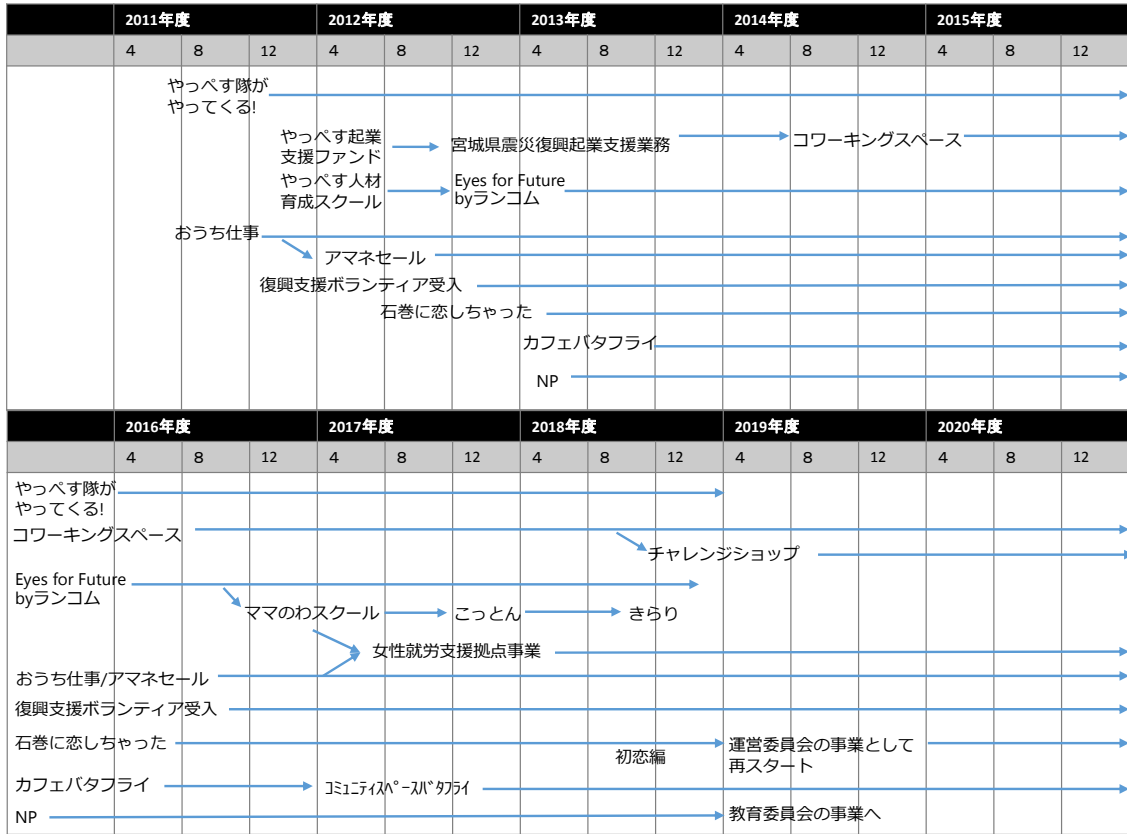 2011年度 2012年度 2013年度 2014年度 2015年度
4 8 12 4 8 12 4 8 12 4 8 12 4 8 12
やっぺす隊が
やってくる!
やっぺす起業
支援ファンド
宮城県震災復興起業支援業務
コワーキングスペース
やっぺす人材
育成スクール
Eyes for Future
byランコム
おうち仕事
アマネセール
復興支援ボランティア受入
石巻に恋しちゃった
カフェバタフライ
NP
2016年度 2017年度 2018年度 2019年度 2020年度
4 8 12 4 8 12 4 8 12 4 8 12 4 8 12
やっぺす隊が
やってくる!
コワーキングスペース
チャレンジショップ
Eyes for Future
byランコム
ママのわスクール
こっとん
きらり
女性就労支援拠点事業
おうち仕事/アマネセール
復興支援ボランティア受入
石巻に恋しちゃった
初恋編
運営委員会の事業として
再スタート
カフェバタフライ
ｺﾐｭﾆﾃｨｽﾍﾟｰｽﾊﾞﾀﾌﾗｲ
NP
教育委員会の事業へ